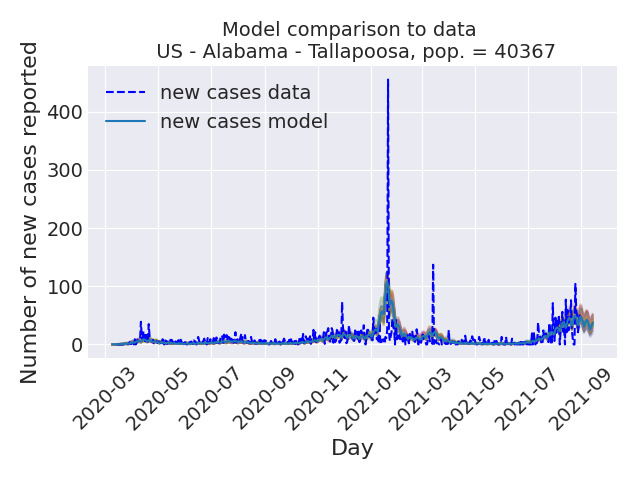 Model comparison to data
US - Alabama - Tallapoosa, pop. = 40367
Number of new cases reported
400
300
200
100
0
new cases data
new cases model
2020-03
2020-05
2020-07
2020-09
2020-11
2021-01
2021-03
2021-05
2021-07
2021-09
Day